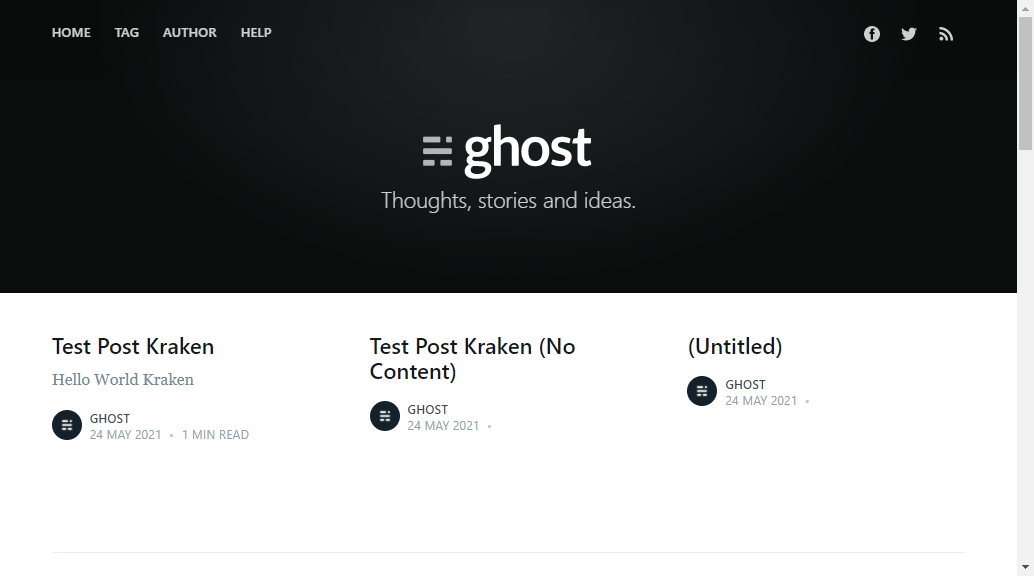 HOME TAG AUTHOR HELP
ghost
Thoughts, stories and ideas.
Test Post Kraken
Hello World Kraken
GHOST
24 MAY 2021 • 1 MIN READ
Test Post Kraken (No
Content)
GHOST
24 MAY 2021 •
(Untitled)
GHOST
24 MAY 2021 •